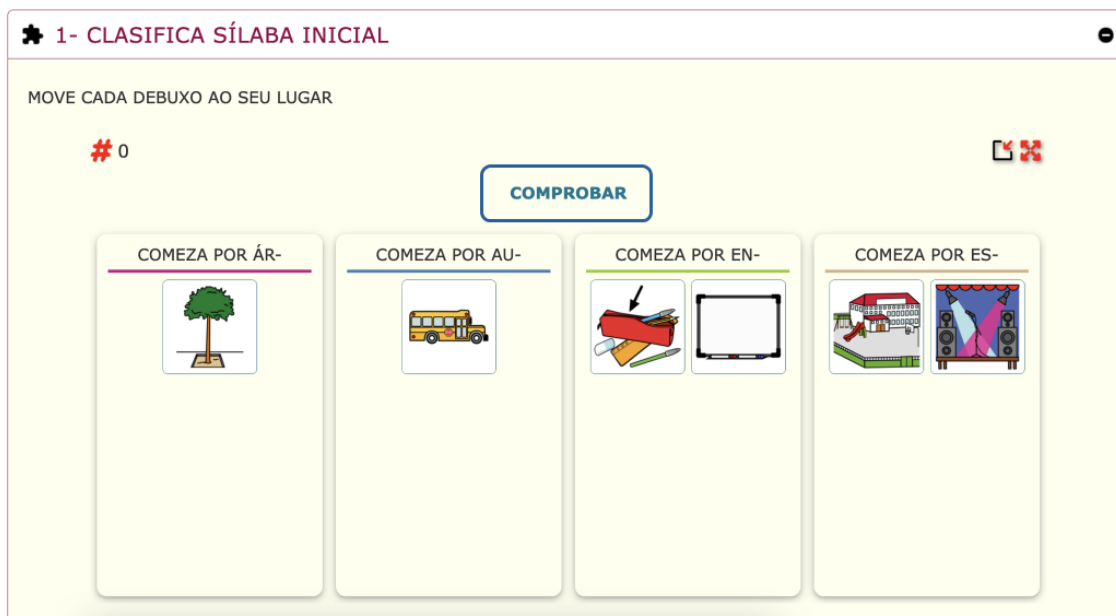 1- CLASIFICA SÍLABA INICIAL
MOVE CADA DEBUXO AO SEU LUGAR
# 0
COMPROBAR
COMEZA POR ÁR-
COMEZA POR AU-
COMEZA POR EN-
COMEZA POR ES-